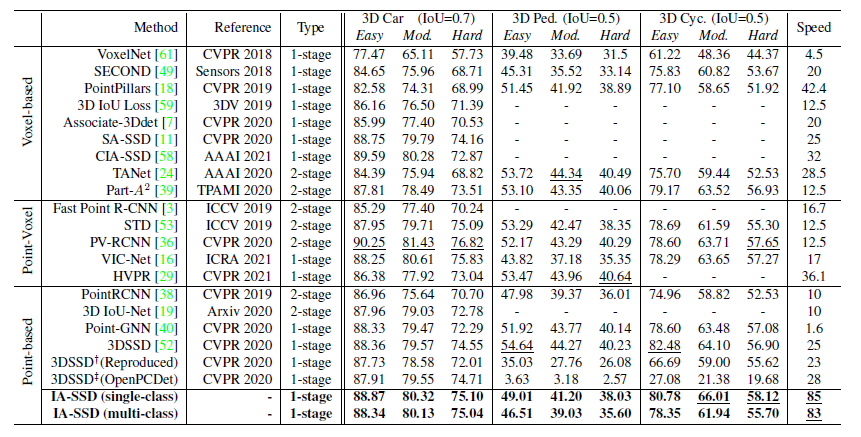 Method Reference Type 3D Car (IoU=0.7) 3D Ped. (IoU=0.5) 3D Cyc. (IoU=0.5) Speed
Easy Mod. Hard Easy Mod. Hard Easy Mod. Hard
Voxel-based
VoxelNet [61] CVPR 2018 1-stage 77.47 65.11 57.73 39.48 33.69 31.5 61.22 48.36 44.37 4.5
SECOND [49] Sensors 2018 1-stage 84.65 75.96 68.71 45.31 35.52 33.14 75.83 60.82 53.67 20
PointPillars [18] CVPR 2019 1-stage 82.58 74.31 68.99 51.45 41.92 38.89 77.10 58.65 51.92 42.4
3D IoU Loss [59] 3DV 2019 1-stage 86.16 76.50 71.39 - - - - - - 12.5
Associate-3Ddet [7] CVPR 2020 1-stage 85.99 77.40 70.53 - - - - - - 20
SA-SSD [11] CVPR 2020 1-stage 88.75 79.79 74.16 - - - - - - 25
CIA-SSD [58] AAAI 2021 1-stage 89.59 80.28 72.87 - - - - - - 32
TANet [24] AAAI 2020 2-stage 84.39 75.94 68.82 53.72 44.34 40.49 75.70 59.44 52.53 28.5
Part-A² [39] TPAMI 2020 2-stage 87.81 78.49 73.51 53.10 43.35 40.06 79.17 63.52 56.93 12.5
Point-Voxel
Fast Point R-CNN [3] ICCV 2019 2-stage 85.29 77.40 70.24 - - - - - - 16.7
STD [53] ICCV 2019 2-stage 87.95 79.71 75.09 53.29 42.47 38.35 78.69 61.59 55.30 12.5
PV-RCNN [36] CVPR 2020 2-stage 90.25 81.43 76.82 52.17 43.29 40.29 78.60 63.71 57.65 12.5
VIC-Net [16] ICRA 2021 1-stage 88.25 80.61 75.83 43.82 37.18 35.35 78.29 63.65 57.27 17
HVPR [29] CVPR 2021 1-stage 86.38 77.92 73.04 53.47 43.96 40.64 - - - 36.1
Point-based
PointRCNN [38] CVPR 2019 2-stage 86.96 75.64 70.70 47.98 39.37 36.01 74.96 58.82 52.53 10
3D IoU-Net [19] Arxiv 2020 2-stage 87.96 79.03 72.78 - - - - - - 10
Point-GNN [40] CVPR 2020 1-stage 88.33 79.47 72.29 51.92 43.77 40.14 78.60 63.48 57.08 1.6
3DSSD [52] CVPR 2020 1-stage 88.36 79.57 74.55 54.64 44.27 40.23 82.48 64.10 56.90 25
3DSSD†(Reproduced) CVPR 2020 1-stage 87.73 78.58 72.01 35.03 27.76 26.08 66.69 59.00 55.62 23
3DSSD‡(OpenPCDet) CVPR 2020 1-stage 87.91 79.55 74.71 3.63 3.18 2.57 27.08 21.38 19.68 28
IA-SSD (single-class) - 1-stage 88.87 80.32 75.10 49.01 41.20 38.03 80.78 66.01 58.12 85
IA-SSD (multi-class) - 1-stage 88.34 80.13 75.04 46.51 39.03 35.60 78.35 61.94 55.70 83